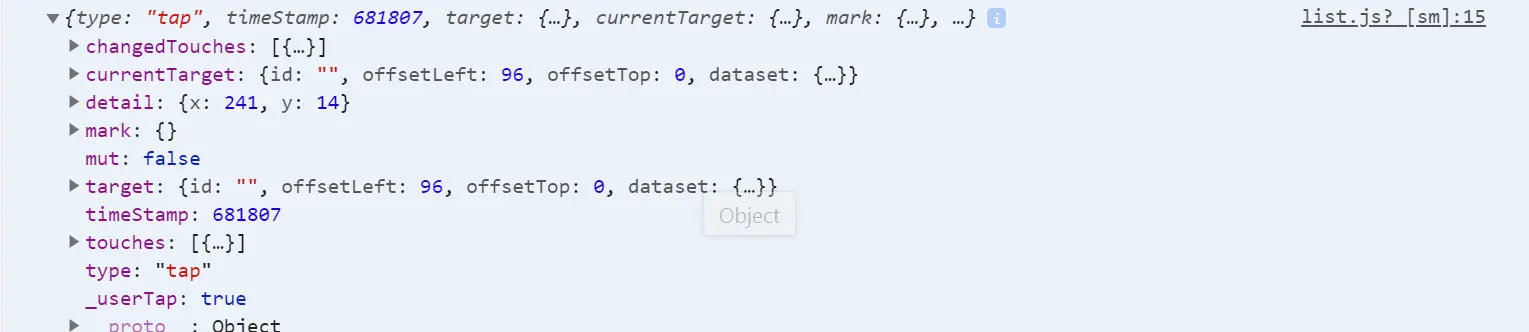 ▼{type: "tap", timeStamp: 681807, target: {…}, currentTarget: {…}, mark: {…}, …} i list.js? [sm]:15
▶changedTouches: [{…}]
▶currentTarget: {id: "", offsetLeft: 96, offsetTop: 0, dataset: {…}}
▶detail: {x: 241, y: 14}
▶mark: {}
mut: false
▶target: {id: "", offsetLeft: 96, offsetTop: 0, dataset: {…}}
Object
timeStamp: 681807
▶touches: [{…}]
type: "tap"
_userTap: true
▶__proto__: Object